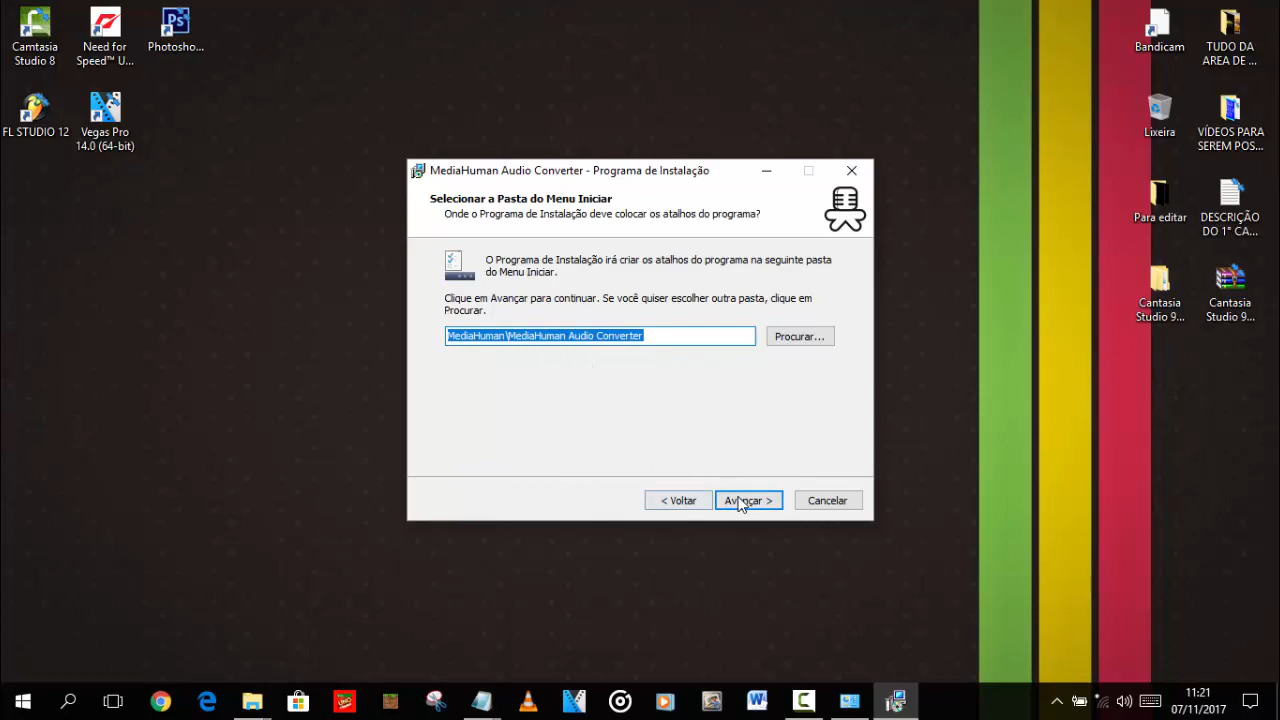 Camtasia
Studio 8
Need for
Speed™ U...
Photosho...
FL STUDIO 12
Vegas Pro
14.0 (64-bit)
Bandicam
TUDO DA
AREA DE ...
Lixeira
VÍDEOS PARA
SEREM POS...
Para editar
DESCRIÇÃO
DO 1° CA...
Cantasia
Studio 9...
Cantasia
Studio 9...
MediaHuman Audio Converter - Programa de Instalação
Selecionar a Pasta do Menu Iniciar
Onde o Programa de Instalação deve colocar os atalhos do programa?
O Programa de Instalação irá criar os atalhos do programa na seguinte pasta
do Menu Iniciar.
Clique em Avançar para continuar. Se você quiser escolher outra pasta, clique em
Procurar.
MediaHuman\MediaHuman Audio Converter
Procurar...
< Voltar
Avançar >
Cancelar
11:21
07/11/2017